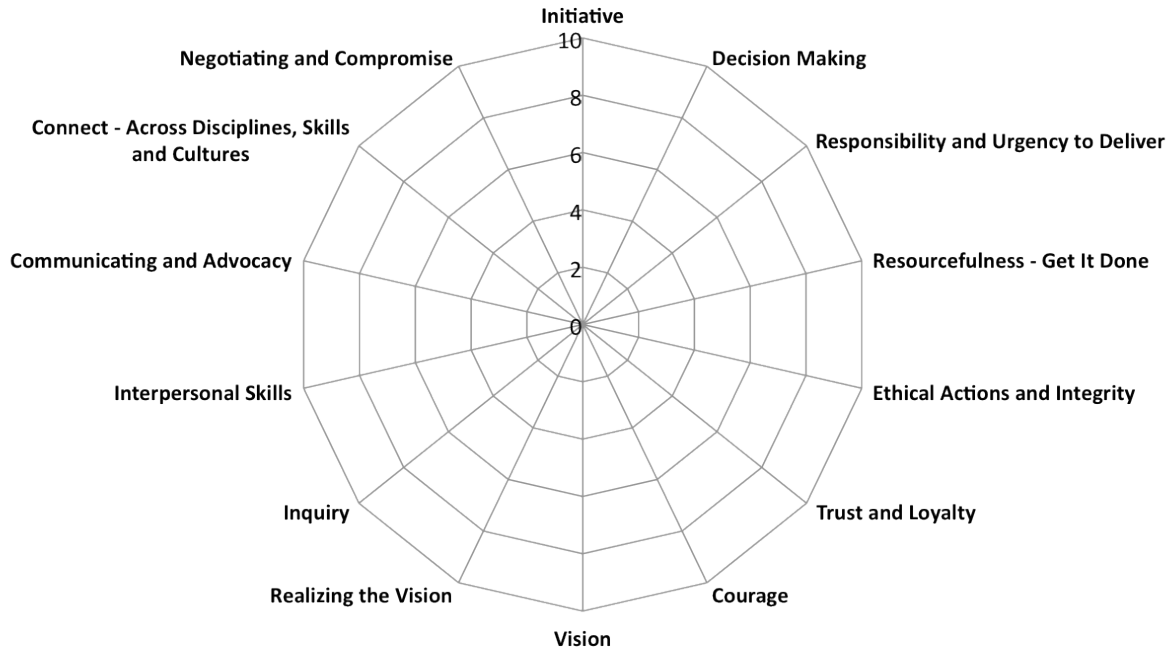 Initiative
10
Negotiating and Compromise
Decision Making
8
Connect - Across Disciplines, Skills
and Cultures
Responsibility and Urgency to Deliver
6
4
Communicating and Advocacy
Resourcefulness - Get It Done
2
0
Interpersonal Skills
Ethical Actions and Integrity
Inquiry
Trust and Loyalty
Realizing the Vision
Courage
Vision